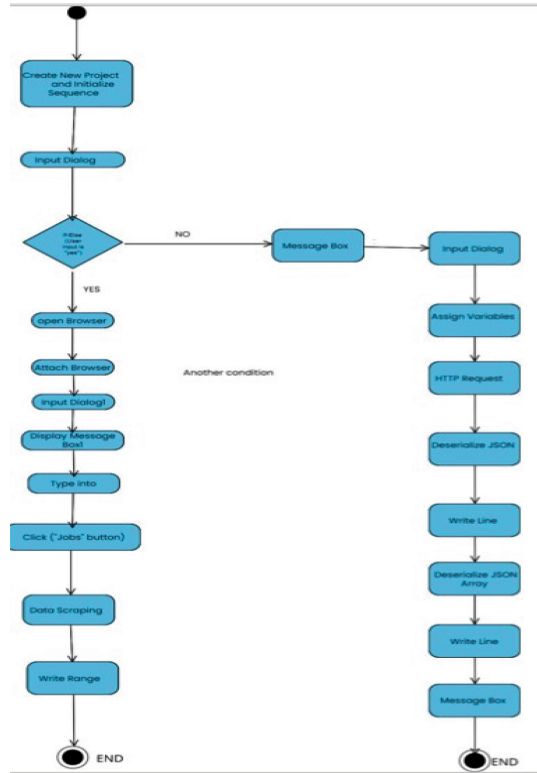 Create New Project
and Initialize
Sequence
Input Dialog
If-Else
(User
input is
"yes")
NO
Message Box
Input Dialog
YES
open Browser
Assign Variables
Attach Browser
Another condition
HTTP Request
Input Dialog1
Display Message
Box1
Deserialize JSON
Type into
Write Line
Click ("Jobs" button)
Deserialize JSON
Array
Data Scraping
Write Line
Write Range
Message Box
END
END